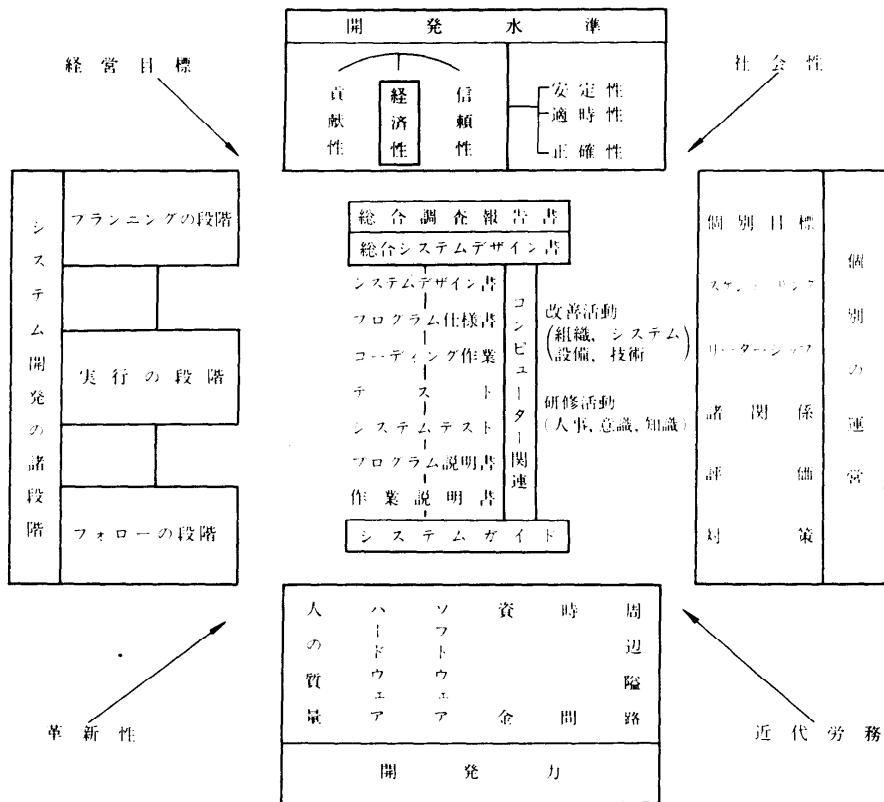 開発水準
経営目標
社会性
貢献性
経済性
信頼性
安定性
適時性
正確性
システム開発の諸段階
プランニングの段階
実行の段階
フォローの段階
総合調査報告書
総合システムデザイン書
システムデザイン書
プログラム仕様書
コーディング作業
テスト
システムテスト
プログラム説明書
作業説明書
システムガイド
コンピューター関連
改善活動
(組織、システム)
設備、技術
研修活動
(人事、意識、知識)
個別目標
スケジューリング
リーダーシップ
諸関係
評価
対策
個別の運営
人の質量
ハードウェア
ソフトウェア
資金
時間
周辺隘路
開発力
革新性
近代労務